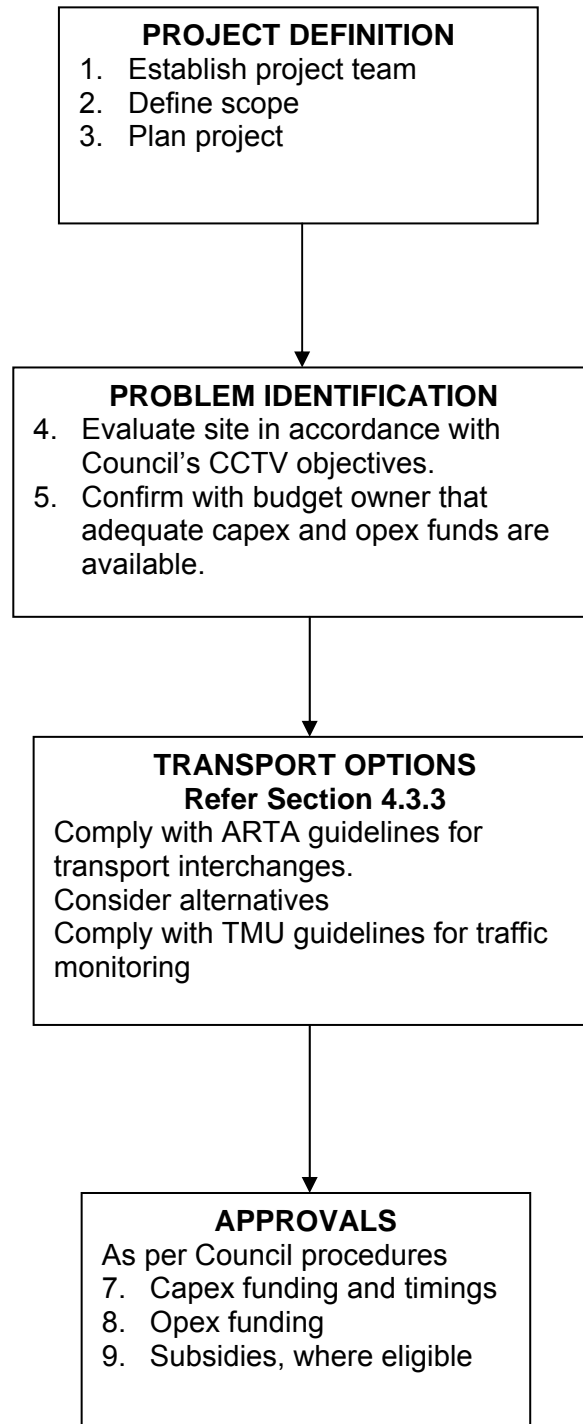 PROJECT DEFINITION
1. Establish project team
2. Define scope
3. Plan project
PROBLEM IDENTIFICATION
4. Evaluate site in accordance with
Council’s CCTV objectives.
5. Confirm with budget owner that
adequate capex and opex funds are
available.
TRANSPORT OPTIONS
Refer Section 4.3.3
Comply with ARTA guidelines for
transport interchanges.
Consider alternatives
Comply with TMU guidelines for traffic
monitoring
APPROVALS
As per Council procedures
7. Capex funding and timings
8. Opex funding
9. Subsidies, where eligible